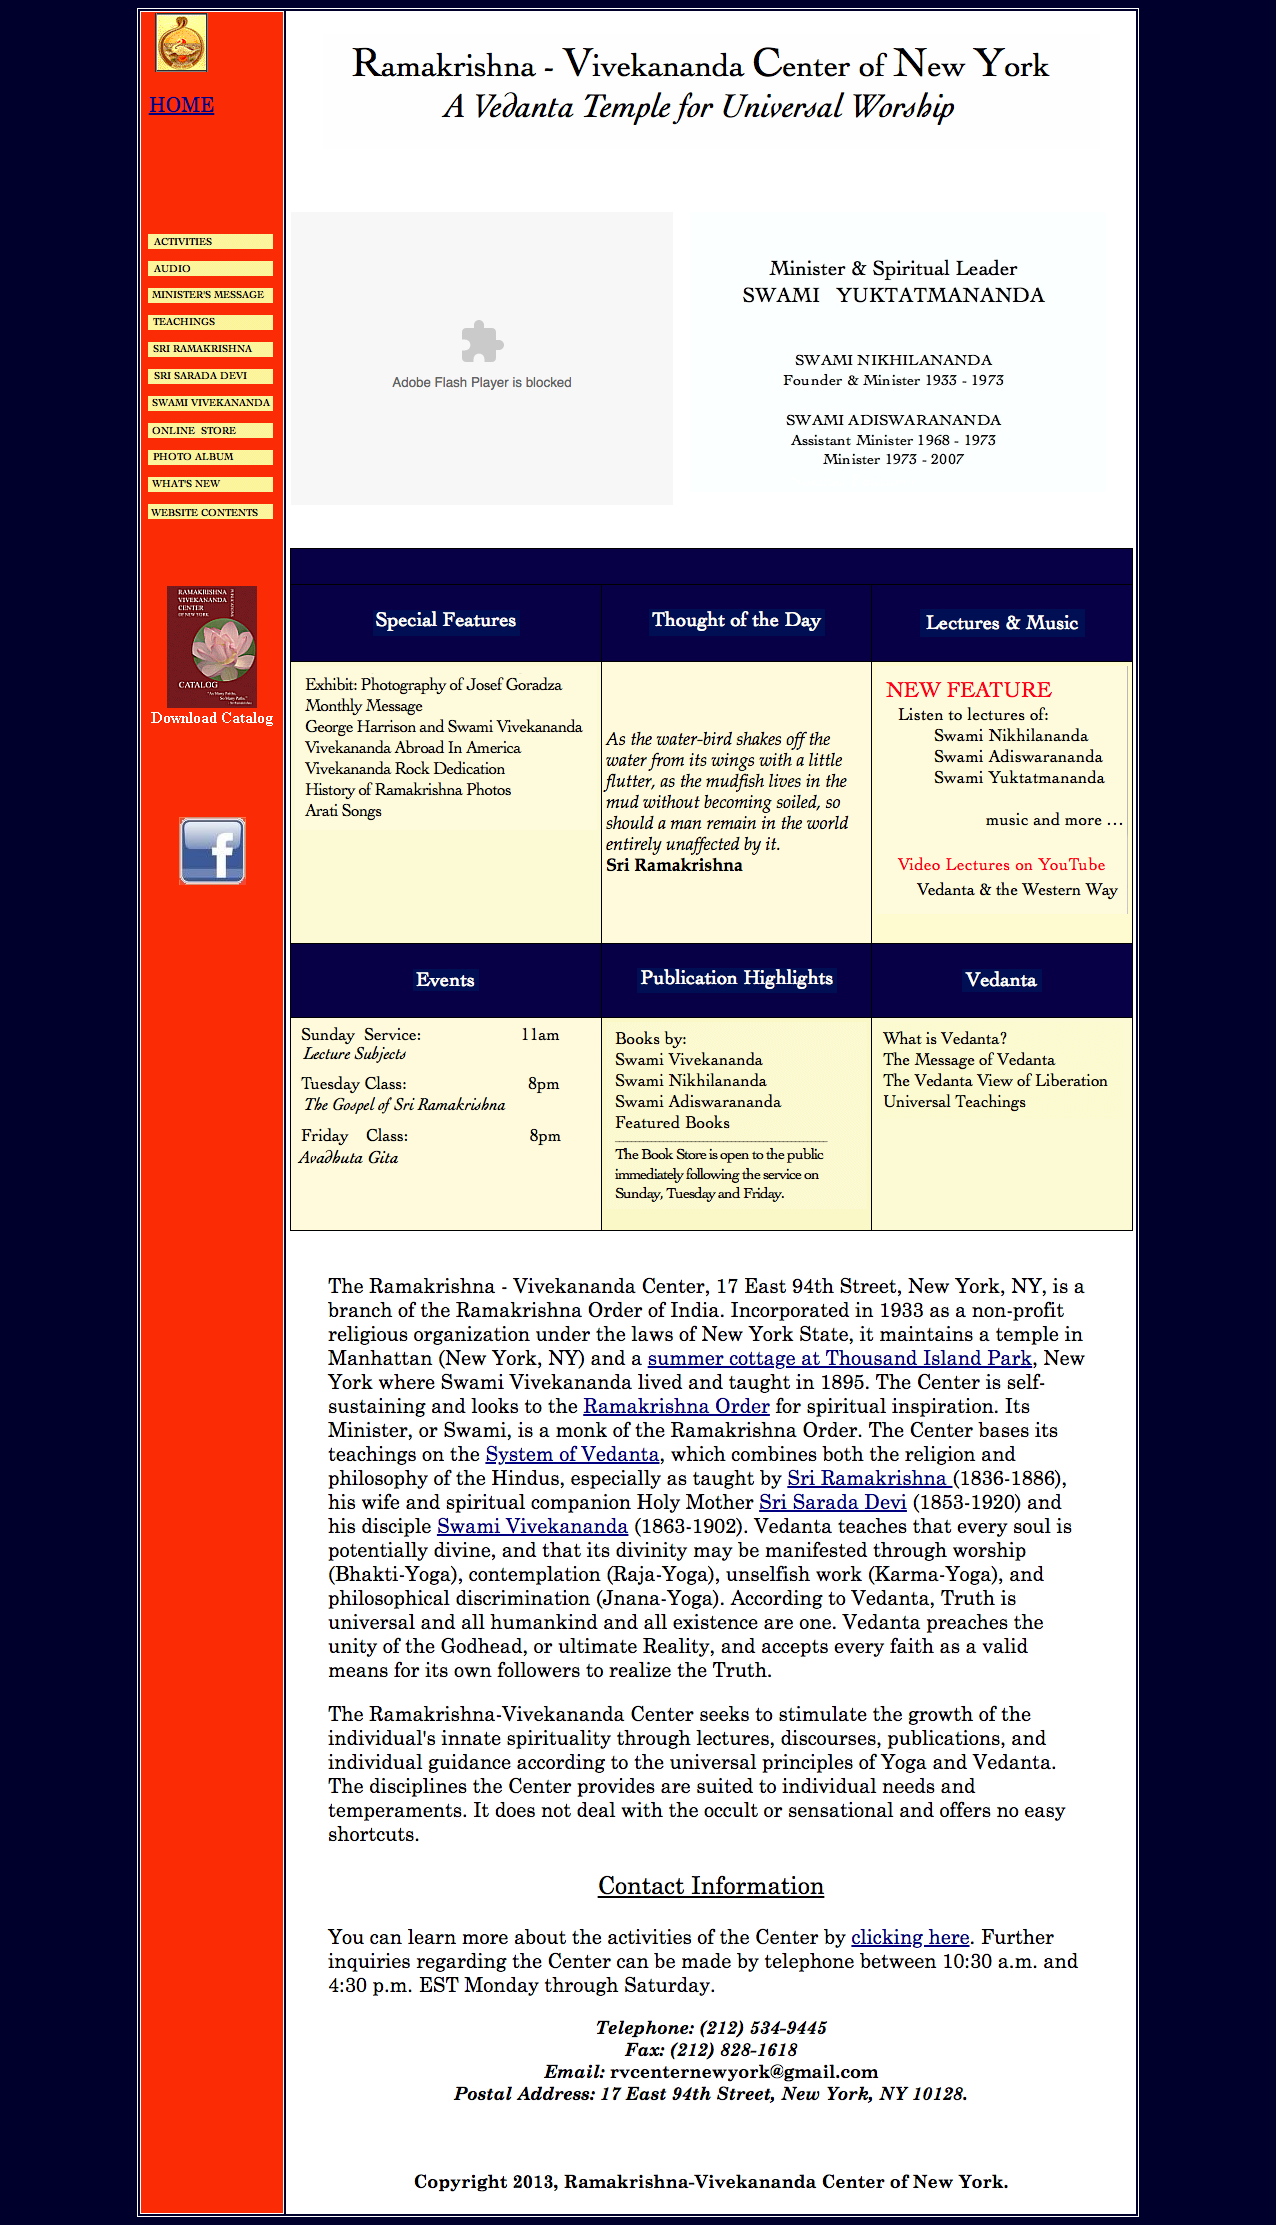 HOME
ACTIVITIES
AUDIO
MINISTER'S MESSAGE
TEACHINGS
SRI RAMAKRISHNA
SRI SARADA DEVI
SWAMI VIVEKANANDA
ONLINE STORE
PHOTO ALBUM
WHAT'S NEW
WEBSITE CONTENTS
RAMAKRISHNA
VIVEKANANDA
CENTER
OF NEW YORK
CATALOG
Download Catalog
f
Ramakrishna - Vivekananda Center of New York
A Vedanta Temple for Universal Worship
Adobe Flash Player is blocked
Minister & Spiritual Leader
SWAMI YUKTATMANANDA
SWAMI NIKHILANANDA
Founder & Minister 1933 - 1973
SWAMI ADISWARANANDA
Assistant Minister 1968 - 1973
Minister 1973 - 2007
Special Features
Exhibit: Photography of Josef Goradza
Monthly Message
George Harrison and Swami Vivekananda
Vivekananda Abroad In America
Vivekananda Rock Dedication
History of Ramakrishna Photos
Arati Songs
Thought of the Day
As the water-bird shakes off the
water from its wings with a little
flutter, as the mudfish lives in the
mud without becoming soiled, so
should a man remain in the world
entirely unaffected by it.
Sri Ramakrishna
Lectures & Music
NEW FEATURE
Listen to lectures of:
Swami Nikhilananda
Swami Adiswarananda
Swami Yuktatmananda
music and more ...
Video Lectures on YouTube
Vedanta & the Western Way
Events
Sunday Service: 11am
Lecture Subjects
Tuesday Class: 8pm
The Gospel of Sri Ramakrishna
Friday Class: 8pm
Avadhuta Gita
Publication Highlights
Books by:
Swami Vivekananda
Swami Nikhilananda
Swami Adiswarananda
Featured Books
The Book Store is open to the public
immediately following the service on
Sunday, Tuesday and Friday.
Vedanta
What is Vedanta?
The Message of Vedanta
The Vedanta View of Liberation
Universal Teachings
The Ramakrishna - Vivekananda Center, 17 East 94th Street, New York, NY, is a
branch of the Ramakrishna Order of India. Incorporated in 1933 as a non-profit
religious organization under the laws of New York State, it maintains a temple in
Manhattan (New York, NY) and a summer cottage at Thousand Island Park, New
York where Swami Vivekananda lived and taught in 1895. The Center is self-
sustaining and looks to the Ramakrishna Order for spiritual inspiration. Its
Minister, or Swami, is a monk of the Ramakrishna Order. The Center bases its
teachings on the System of Vedanta, which combines both the religion and
philosophy of the Hindus, especially as taught by Sri Ramakrishna (1836-1886),
his wife and spiritual companion Holy Mother Sri Sarada Devi (1853-1920) and
his disciple Swami Vivekananda (1863-1902). Vedanta teaches that every soul is
potentially divine, and that its divinity may be manifested through worship
(Bhakti-Yoga), contemplation (Raja-Yoga), unselfish work (Karma-Yoga), and
philosophical discrimination (Jnana-Yoga). According to Vedanta, Truth is
universal and all humankind and all existence are one. Vedanta preaches the
unity of the Godhead, or ultimate Reality, and accepts every faith as a valid
means for its own followers to realize the Truth.
The Ramakrishna-Vivekananda Center seeks to stimulate the growth of the
individual's innate spirituality through lectures, discourses, publications, and
individual guidance according to the universal principles of Yoga and Vedanta.
The disciplines the Center provides are suited to individual needs and
temperaments. It does not deal with the occult or sensational and offers no easy
shortcuts.
Contact Information
You can learn more about the activities of the Center by clicking here. Further
inquiries regarding the Center can be made by telephone between 10:30 a.m. and
4:30 p.m. EST Monday through Saturday.
Telephone: (212) 534-9445
Fax: (212) 828-1618
Email: rvcenternewyork@gmail.com
Postal Address: 17 East 94th Street, New York, NY 10128.
Copyright 2013, Ramakrishna-Vivekananda Center of New York.